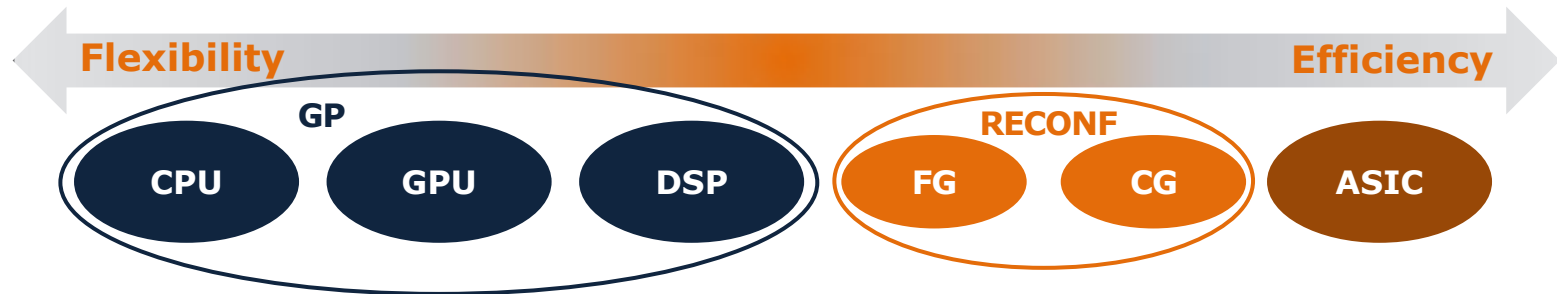 Flexibility
Efficiency
GP
RECONF
CPU
GPU
DSP
FG
CG
ASIC